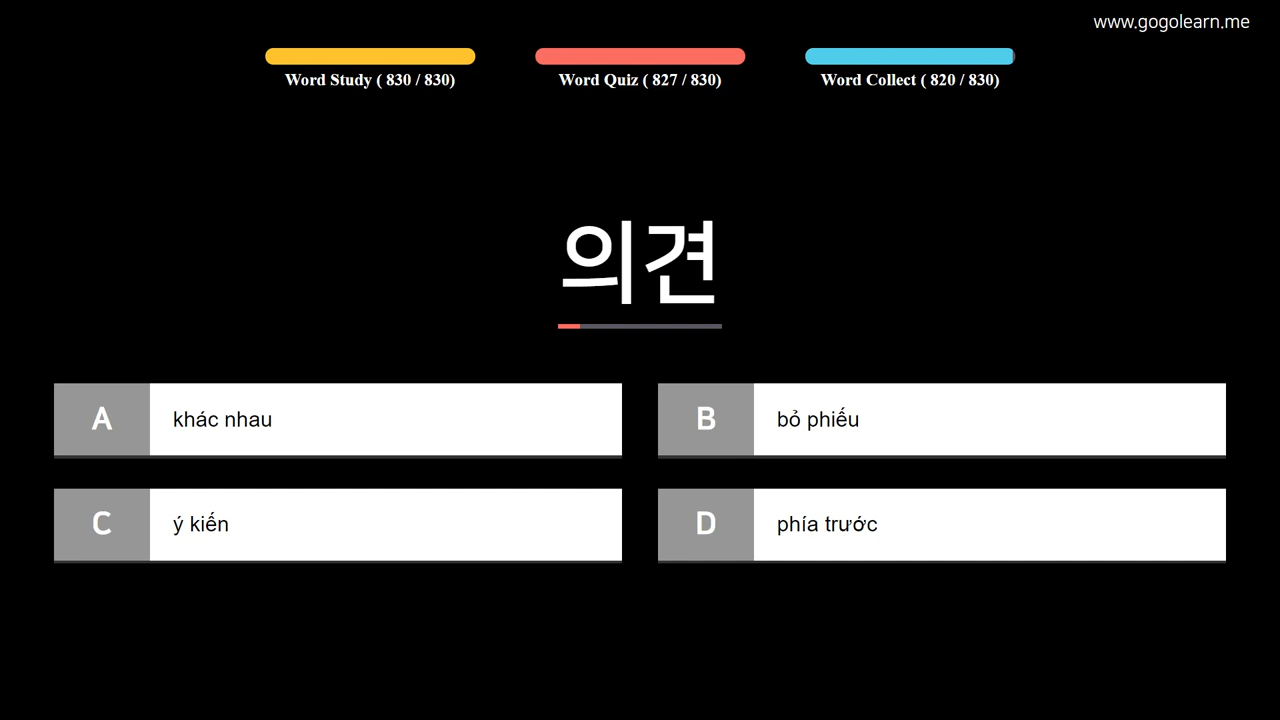 www.gogolearn.me
Word Study ( 830 / 830)
Word Quiz ( 827 / 830)
Word Collect ( 820 / 830)
의견
A khác nhau
B bỏ phiếu
C ý kiến
D phía trước